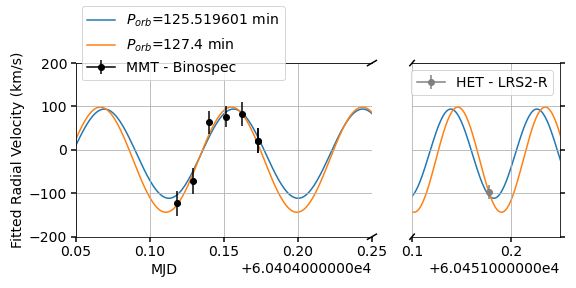 P_orb=125.519601 min
P_orb=127.4 min
MMT - Binospec
HET - LRS2-R
Fitted Radial Velocity (km/s)
200
100
0
−100
−200
0.05 0.10 0.15 0.20 0.25
0.1 0.2
MJD
+6.0404000000e4
+6.0451000000e4